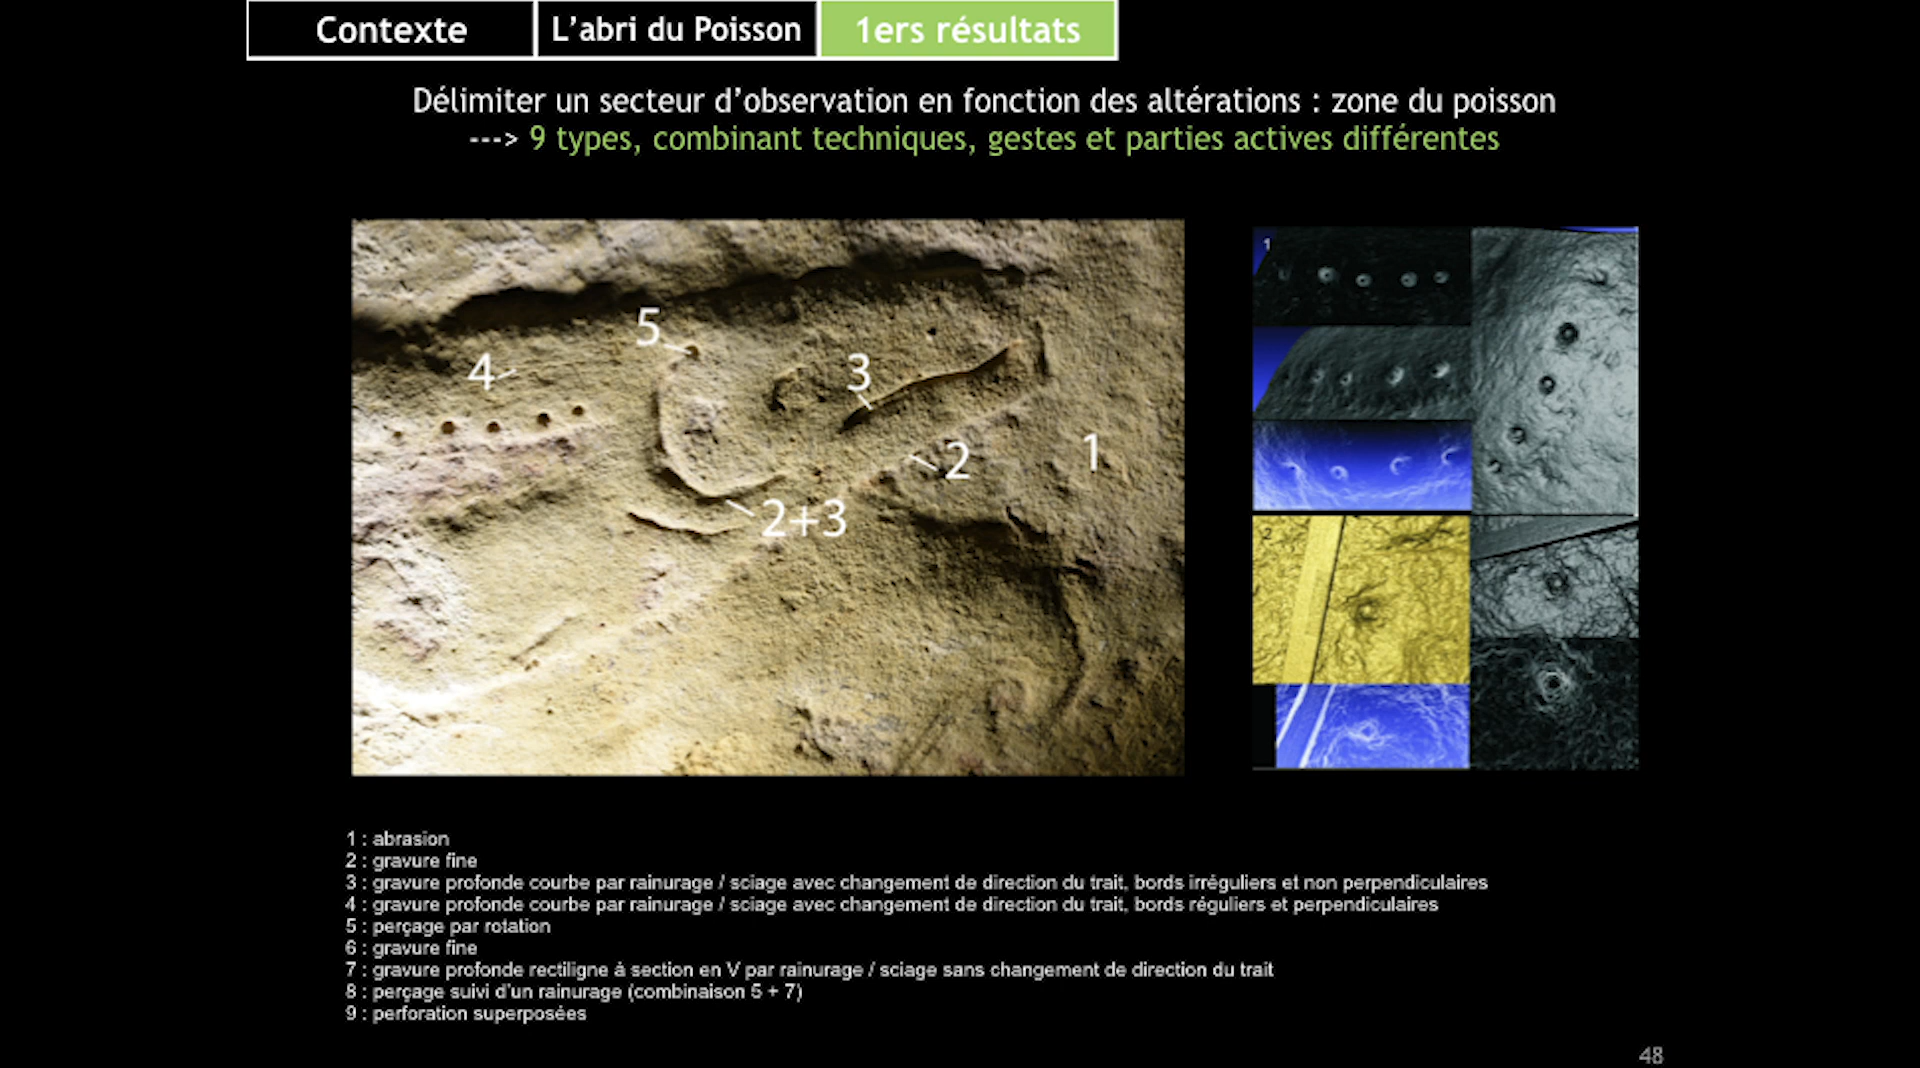 Contexte
L'abri du Poisson
1ers résultats
Délimiter un secteur d'observation en fonction des altérations : zone du poisson
---> 9 types, combinant techniques, gestes et parties actives différentes
5
4
3
2
1
2+3
1
2
1 : abrasion
2 : gravure fine
3 : gravure profonde courbe par rainurage / sciage avec changement de direction du trait, bords irréguliers et non perpendiculaires
4 : gravure profonde courbe par rainurage / sciage avec changement de direction du trait, bords réguliers et perpendiculaires
5 : perçage par rotation
6 : gravure fine
7 : gravure profonde rectiligne à section en V par rainurage / sciage sans changement de direction du trait
8 : perçage suivi d'un rainurage (combinaison 5 + 7)
9 : perforation superposées
48